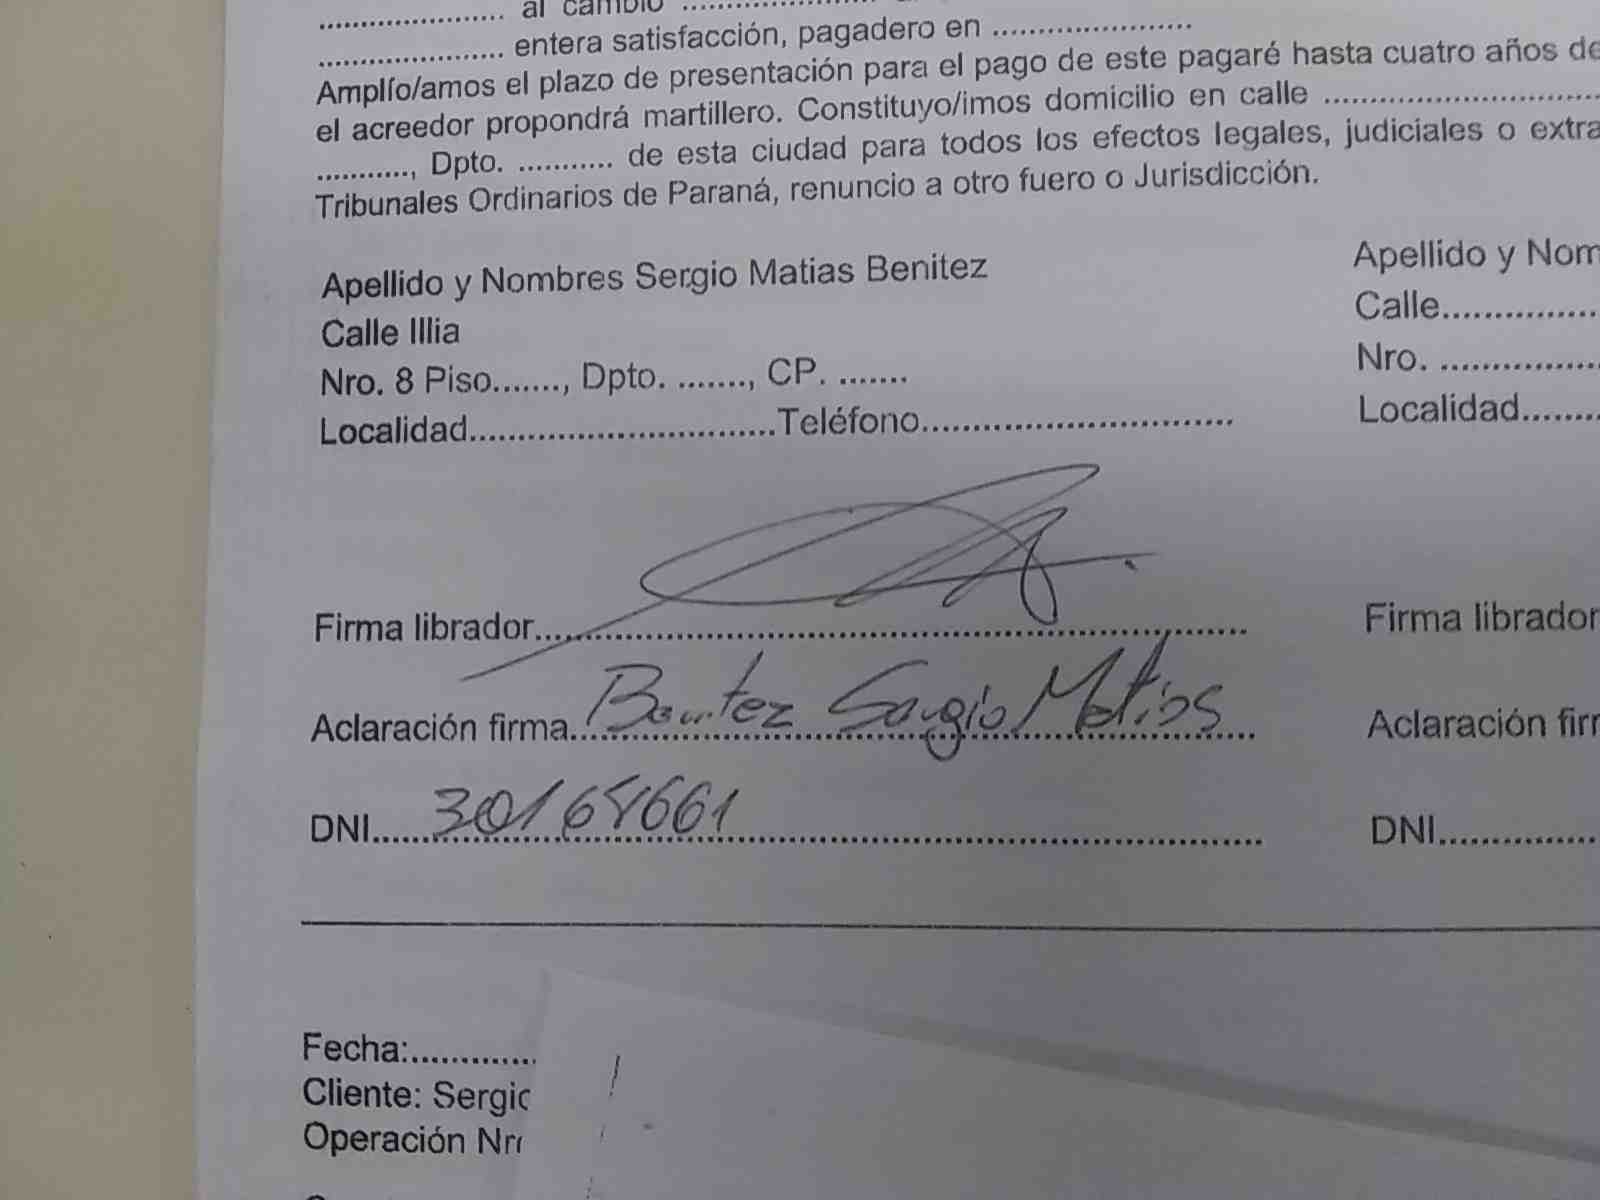 .................... al cambio ....................
.................... entera satisfacción, pagadero en ......................
Amplío/amos el plazo de presentación para el pago de este pagaré hasta cuatro años de
el acreedor propondrá martillero. Constituyo/imos domicilio en calle ..............................
..........., Dpto. ........... de esta ciudad para todos los efectos legales, judiciales o extra
Tribunales Ordinarios de Paraná, renuncio a otro fuero o Jurisdicción.
Apellido y Nombres Sergio Matias Benitez
Calle Illia
Nro. 8 Piso......., Dpto. ......., CP. .......
Localidad..............................Teléfono...............................
Firma librador.....................................................................
Aclaración firma. Benitez Sergio Matias
DNI...... 30168661
Apellido y Nom
Calle...............
Nro. ...............
Localidad........
Firma librador
Aclaración firr
DNI...............
Fecha:.............
Cliente: Sergio
Operación Nro